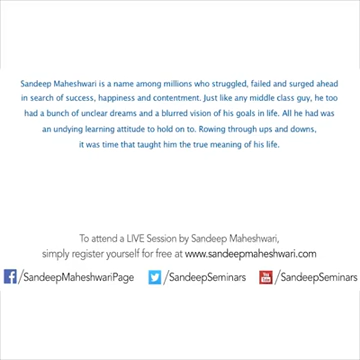 Sandeep Maheshwari is a name among millions who struggled, failed and surged ahead
in search of success, happiness and contentment. Just like any middle class guy, he too
had a bunch of unclear dreams and a blurred vision of his goals in life. All he had was
an undying learning attitude to hold on to. Rowing through ups and downs,
it was time that taught him the true meaning of his life.
To attend a LIVE Session by Sandeep Maheshwari,
simply register yourself for free at www.sandeepmaheshwari.com
f/SandeepMaheshwariPage /SandeepSeminars You Tube/SandeepSeminars